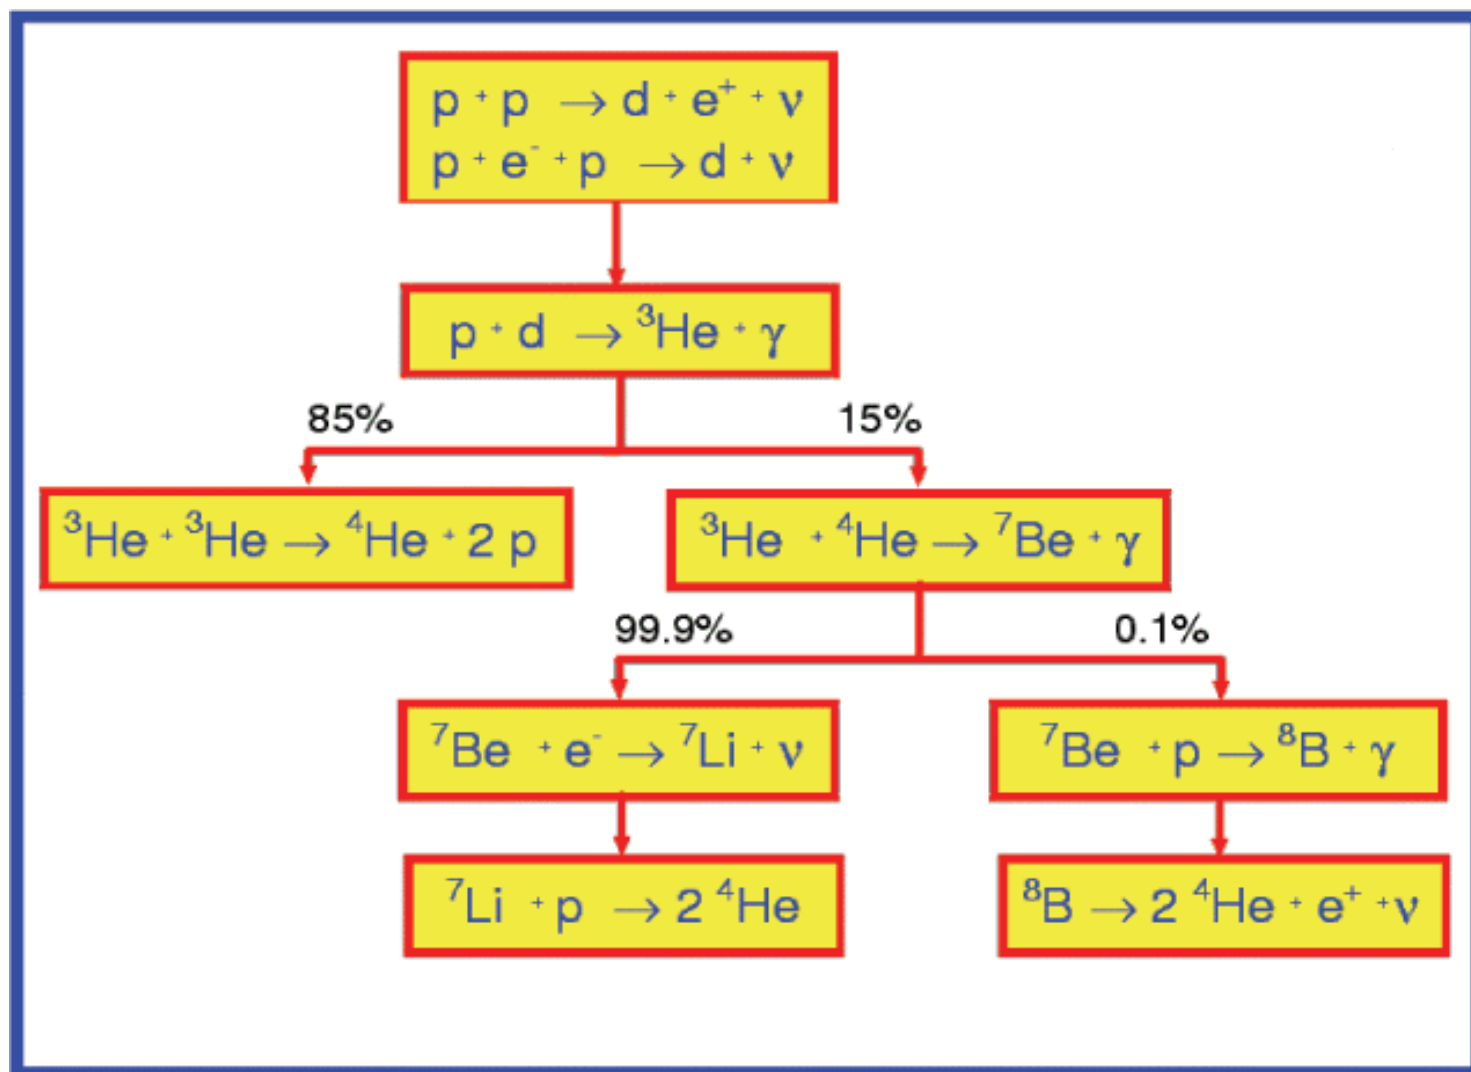 p + p → d + e⁺ + ν
p + e⁻ + p → d + ν
p + d → ³He + γ
85%
15%
³He + ³He → ⁴He + 2 p
³He + ⁴He → ⁷Be + γ
99.9%
0.1%
⁷Be + e⁻ → ⁷Li + ν
⁷Be + p → ⁸B + γ
⁷Li + p → 2 ⁴He
⁸B → 2 ⁴He + e⁺ + ν